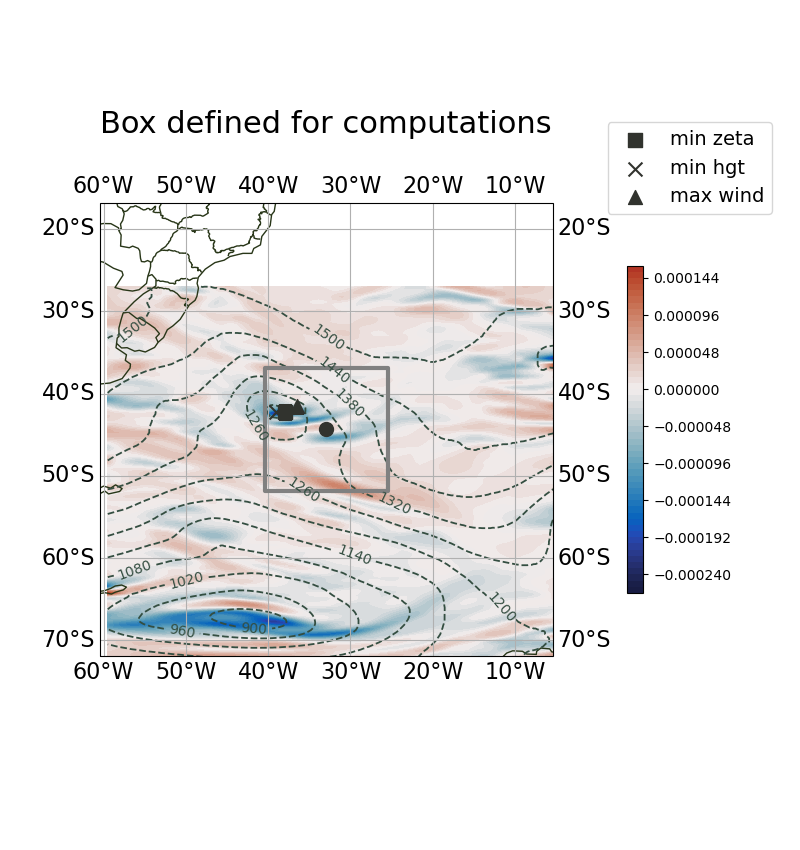 Box defined for computations
min zeta
min hgt
max wind
60°W 50°W 40°W 30°W 20°W 10°W
20°S 20°S
30°S 30°S
40°S 40°S
50°S 50°S
60°S 60°S
70°S 70°S
60°W 50°W 40°W 30°W 20°W 10°W
1500
1500
1440
1380
1260
1260
1320
1140
1080
1020
1200
960
900
0.000144
0.000096
0.000048
0.000000
−0.000048
−0.000096
−0.000144
−0.000192
−0.000240